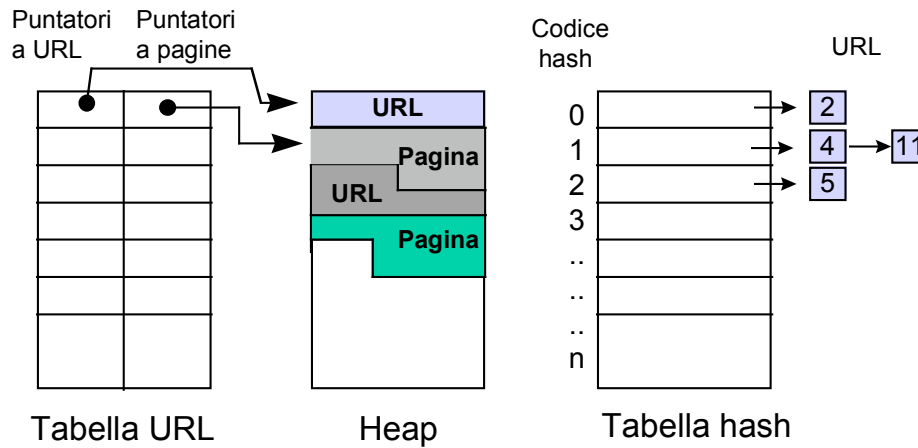 Puntatori
a URL
Puntatori
a pagine
Codice
hash
URL
URL
Pagina
URL
Pagina
0
1
2
3
..
..
..
n
2
4
11
5
Tabella URL
Heap
Tabella hash